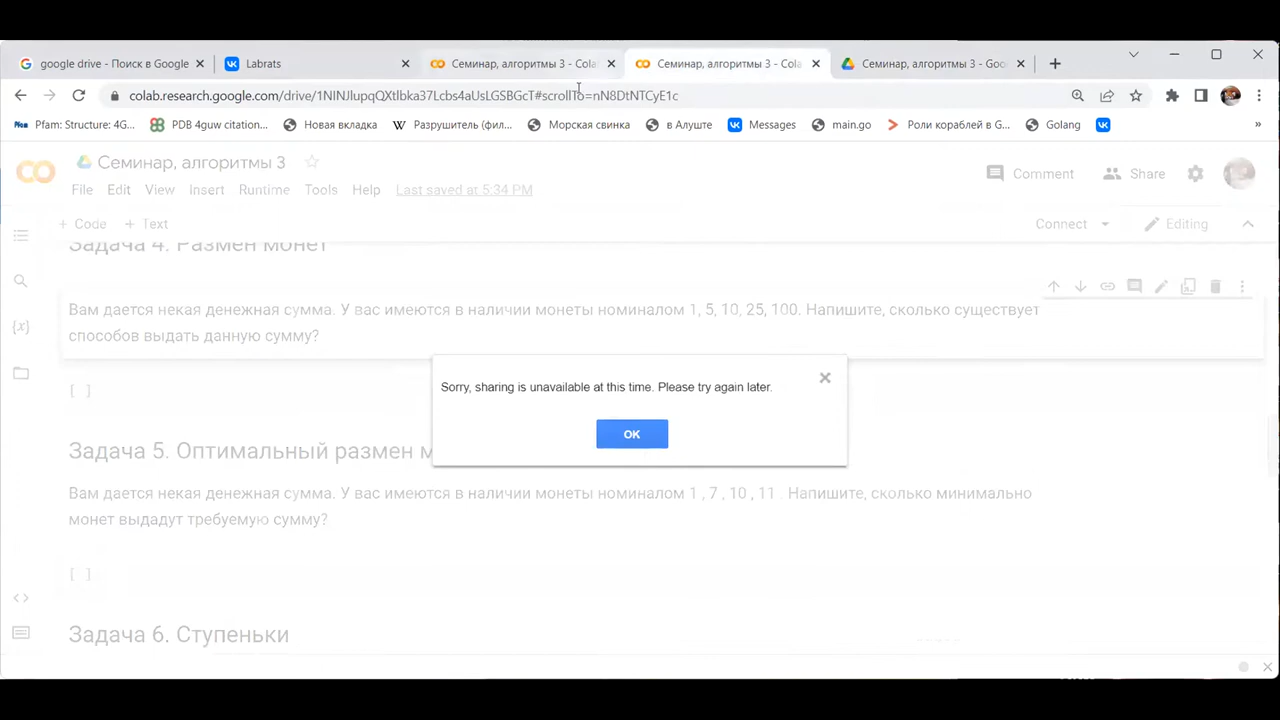 google drive - Поиск в Google
Labrats
Семинар, алгоритмы 3 - Cola
Семинар, алгоритмы 3 - Cola
Семинар, алгоритмы 3 - Goo
colab.research.google.com/drive/1NINJlupqQXtlbka37Lcbs4aUsLGSBGcT#scrollTo=nN8DtNTCyE1c
Pfam: Structure: 4G...
PDB 4guw citation...
Новая вкладка
Разрушитель (фил...
Морская свинка
в Алуште
Messages
main.go
Роли кораблей в G...
Golang
»
Семинар, алгоритмы 3
Comment
Share
File Edit View Insert Runtime Tools Help Last saved at 5:34 PM
+ Code + Text
Connect
Editing
Задача 4. Размен монет
Вам дается некая денежная сумма. У вас имеются в наличии монеты номиналом 1, 5, 10, 25, 100. Напишите, сколько существует
способов выдать данную сумму?
Sorry, sharing is unavailable at this time. Please try again later.
OK
[ ]
Задача 5. Оптимальный размен м
Вам дается некая денежная сумма. У вас имеются в наличии монеты номиналом 1 , 7 , 10 , 11 . Напишите, сколько минимально
монет выдадут требуемую сумму?
[ ]
Задача 6. Ступеньки